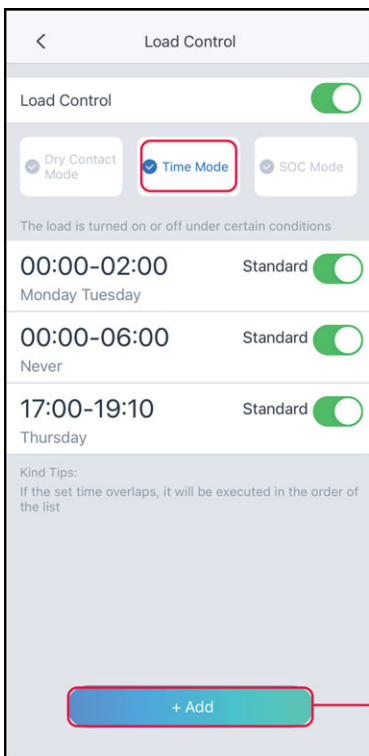 Load Control
Load Control
Dry Contact
Mode
Time Mode
SOC Mode
The load is turned on or off under certain conditions
00:00-02:00
Standard
Monday Tuesday
00:00-06:00
Standard
Never
17:00-19:10
Standard
Thursday
Kind Tips:
If the set time overlaps, it will be executed in the order of
the list
+ Add